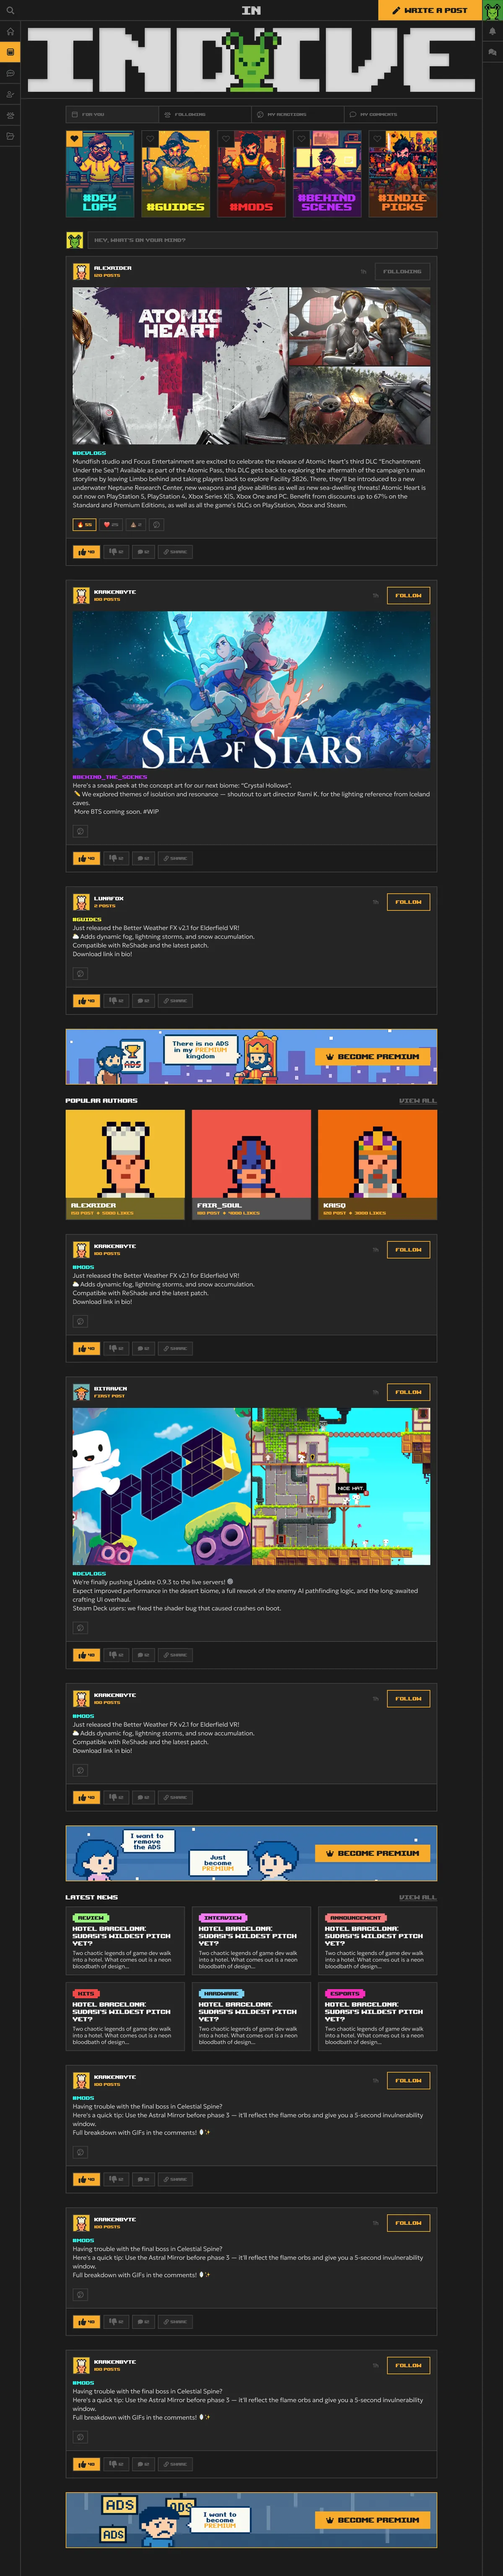 IN
WRITE A POST
INDIVE
FOR YOU
FOLLOWING
MY REACTIONS
MY COMMENTS
#DEV
LOPS
#GUIDES
#MODS
#BEHIND
SCENES
#INDIE
PICKS
HEY, WHAT'S ON YOUR MIND?
ALEXRIDER
FOLLOWING
ATOMIC
HEART
#DEVLOGS
Mundfish studio and Focus Entertainment are excited to celebrate the release of Atomic Heart's third DLC "Enchantment
Under the Sea"! Available as part of the Atomic Pass, this DLC gets back to exploring the aftermath of the campaign's main
storyline by leaving Limbo behind and taking players back to explore Facility 3826. There, they'll be introduced to a new
underwater Neptune Research Center, new weapons and glove abilities as well as new sea-dwelling threats! Atomic Heart is
out now on PlayStation 5, PlayStation 4, Xbox Series X|S, Xbox One and PC. Benefit from discounts up to 67% on the
Standard and Premium Editions, as well as all the game's DLCs on PlayStation, Xbox and Steam.
SHARE
KRAKENBYTE
FOLLOW
100 POSTS
SEA OF STARS
#BEHIND_THE_SCENES
Here's a sneak peek at the concept art for our next biome: "Crystal Hollows".
We explored themes of isolation and resonance — shoutout to art director Rami K. for the lighting reference from Iceland
caves.
More BTS coming soon. #WIP
SHARE
LUNAFOX
FOLLOW
2 POSTS
#GUIDES
Just released the Better Weather FX v2.1 for Elderfield VR!
Adds dynamic fog, lightning storms, and snow accumulation.
Compatible with ReShade and the latest patch.
Download link in bio!
SHARE
There is no ADS
in my PREMIUM
kingdom
ADS
BECOME PREMIUM
POPULAR AUTHORS
VIEW ALL
ALEXRIDER
FAIR_SOUL
KAISO
KRAKENBYTE
FOLLOW
100 POSTS
#MODS
Just released the Better Weather FX v2.1 for Elderfield VR!
Adds dynamic fog, lightning storms, and snow accumulation.
Compatible with ReShade and the latest patch.
Download link in bio!
SHARE
BITRAVEN
FOLLOW
FIRST POST
NICE HAT.
#DEVLOGS
We're finally pushing Update 0.9.3 to the live servers!
Expect improved performance in the desert biome, a full rework of the enemy AI pathfinding logic, and the long-awaited
crafting UI overhaul.
Steam Deck users: we fixed the shader bug that caused crashes on boot.
SHARE
KRAKENBYTE
FOLLOW
100 POSTS
#MODS
Just released the Better Weather FX v2.1 for Elderfield VR!
Adds dynamic fog, lightning storms, and snow accumulation.
Compatible with ReShade and the latest patch.
Download link in bio!
SHARE
I want to
remove
the ADS
Just
become
PREMIUM
BECOME PREMIUM
LATEST NEWS
VIEW ALL
REVIEW
HOTEL BARCELONA:
SUDA51'S WILDEST PITCH
YET?
Two chaotic legends of game dev walk
into a hotel. What comes out is a neon
bloodbath of design...
INTERVIEW
HOTEL BARCELONA:
SUDA51'S WILDEST PITCH
YET?
Two chaotic legends of game dev walk
into a hotel. What comes out is a neon
bloodbath of design...
ANNOUNCEMENT
HOTEL BARCELONA:
SUDA51'S WILDEST PITCH
YET?
Two chaotic legends of game dev walk
into a hotel. What comes out is a neon
bloodbath of design...
HITS
HOTEL BARCELONA:
SUDA51'S WILDEST PITCH
YET?
Two chaotic legends of game dev walk
into a hotel. What comes out is a neon
bloodbath of design...
HARDWARE
HOTEL BARCELONA:
SUDA51'S WILDEST PITCH
YET?
Two chaotic legends of game dev walk
into a hotel. What comes out is a neon
bloodbath of design...
ESPORTS
HOTEL BARCELONA:
SUDA51'S WILDEST PITCH
YET?
Two chaotic legends of game dev walk
into a hotel. What comes out is a neon
bloodbath of design...
KRAKENBYTE
FOLLOW
100 POSTS
#MODS
Having trouble with the final boss in Celestial Spine?
Here's a quick tip: Use the Astral Mirror before phase 3 — it'll reflect the flame orbs and give you a 5-second invulnerability
window.
Full breakdown with GIFs in the comments!
SHARE
KRAKENBYTE
FOLLOW
100 POSTS
#MODS
Having trouble with the final boss in Celestial Spine?
Here's a quick tip: Use the Astral Mirror before phase 3 — it'll reflect the flame orbs and give you a 5-second invulnerability
window.
Full breakdown with GIFs in the comments!
SHARE
KRAKENBYTE
FOLLOW
100 POSTS
#MODS
Having trouble with the final boss in Celestial Spine?
Here's a quick tip: Use the Astral Mirror before phase 3 — it'll reflect the flame orbs and give you a 5-second invulnerability
window.
Full breakdown with GIFs in the comments!
SHARE
ADS
ADS
ADS
I want to
become
PREMIUM
BECOME PREMIUM